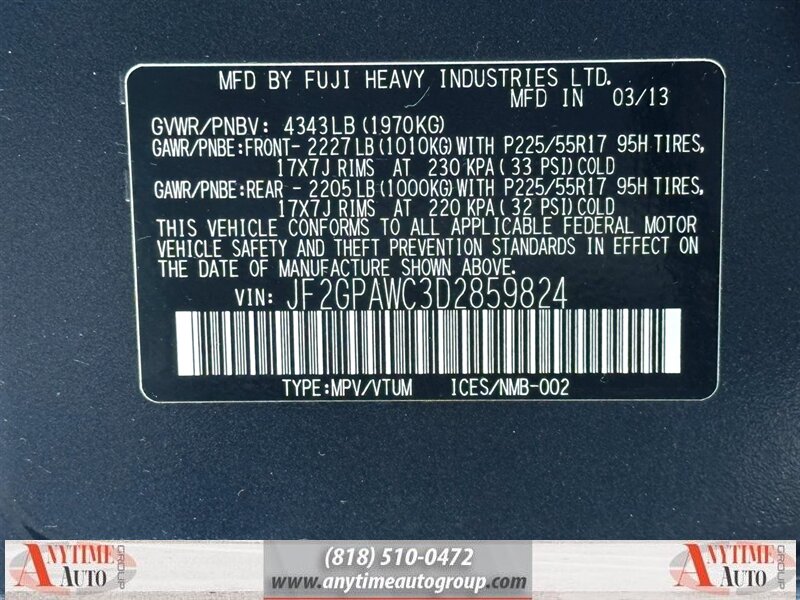 MFD BY FUJI HEAVY INDUSTRIES LTD.
MFD IN 03/13
GVWR/PNBV: 4343LB(1970KG)
GAWR/PNBE:FRONT- 2227LB(1010KG)WITH P225/55R17 95H TIRES,
17X7J RIMS AT 230 KPA(33 PSI)COLD
GAWR/PNBE:REAR - 2205LB(1000KG)WITH P225/55R17 95H TIRES,
17X7J RIMS AT 220 KPA(32 PSI)COLD
THIS VEHICLE CONFORMS TO ALL APPLICABLE FEDERAL MOTOR
VEHICLE SAFETY AND THEFT PREVENTION STANDARDS IN EFFECT ON
THE DATE OF MANUFACTURE SHOWN ABOVE.
VIN: JF2GPAWC3D2859824
TYPE:MPV/VTUM ICES/NMB-002
ANYTIME AUTO GROUP
(818) 510-0472
www.anytimeautogroup.com
ANYTIME AUTO GROUP